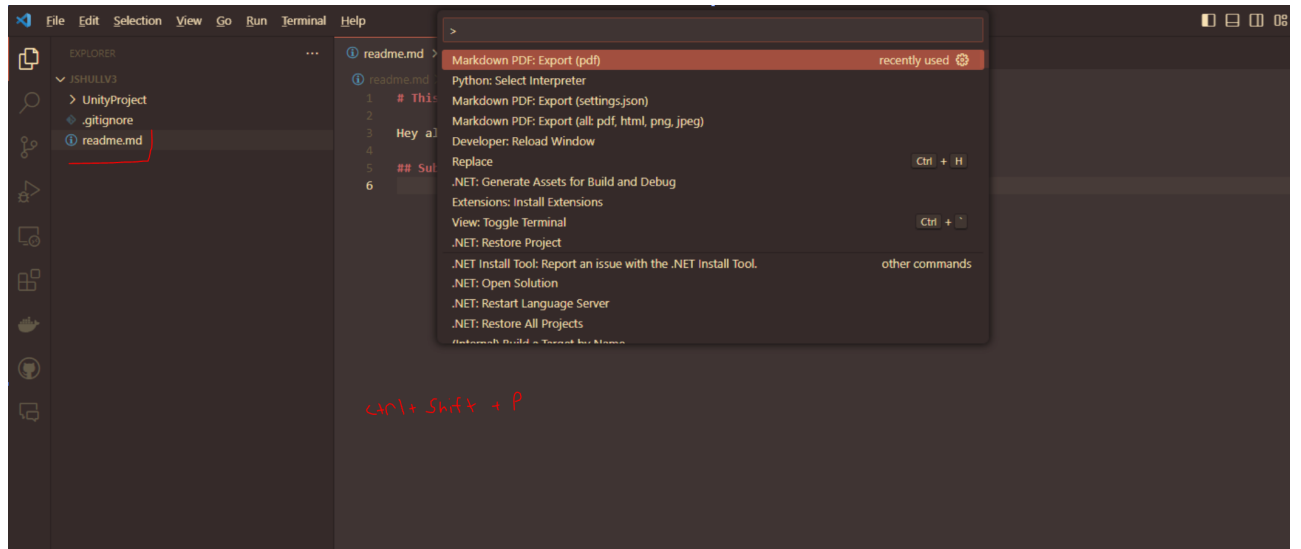 File Edit Selection View Go Run Terminal Help
>
EXPLORER ...
JSHULLV3
> UnityProject
.gitignore
readme.md
readme.md >
readme.md
1 # This
2
3 Hey al
4
5 ## Sub
6
Markdown PDF: Export (pdf) recently used
Python: Select Interpreter
Markdown PDF: Export (settings.json)
Markdown PDF: Export (all: pdf, html, png, jpeg)
Developer: Reload Window
Replace Ctrl + H
.NET: Generate Assets for Build and Debug
Extensions: Install Extensions
View: Toggle Terminal Ctrl + `
.NET: Restore Project
.NET Install Tool: Report an issue with the .NET Install Tool. other commands
.NET: Open Solution
.NET: Restart Language Server
.NET: Restore All Projects
(Internal) Build a Target by Name
ctrl + Shift + P